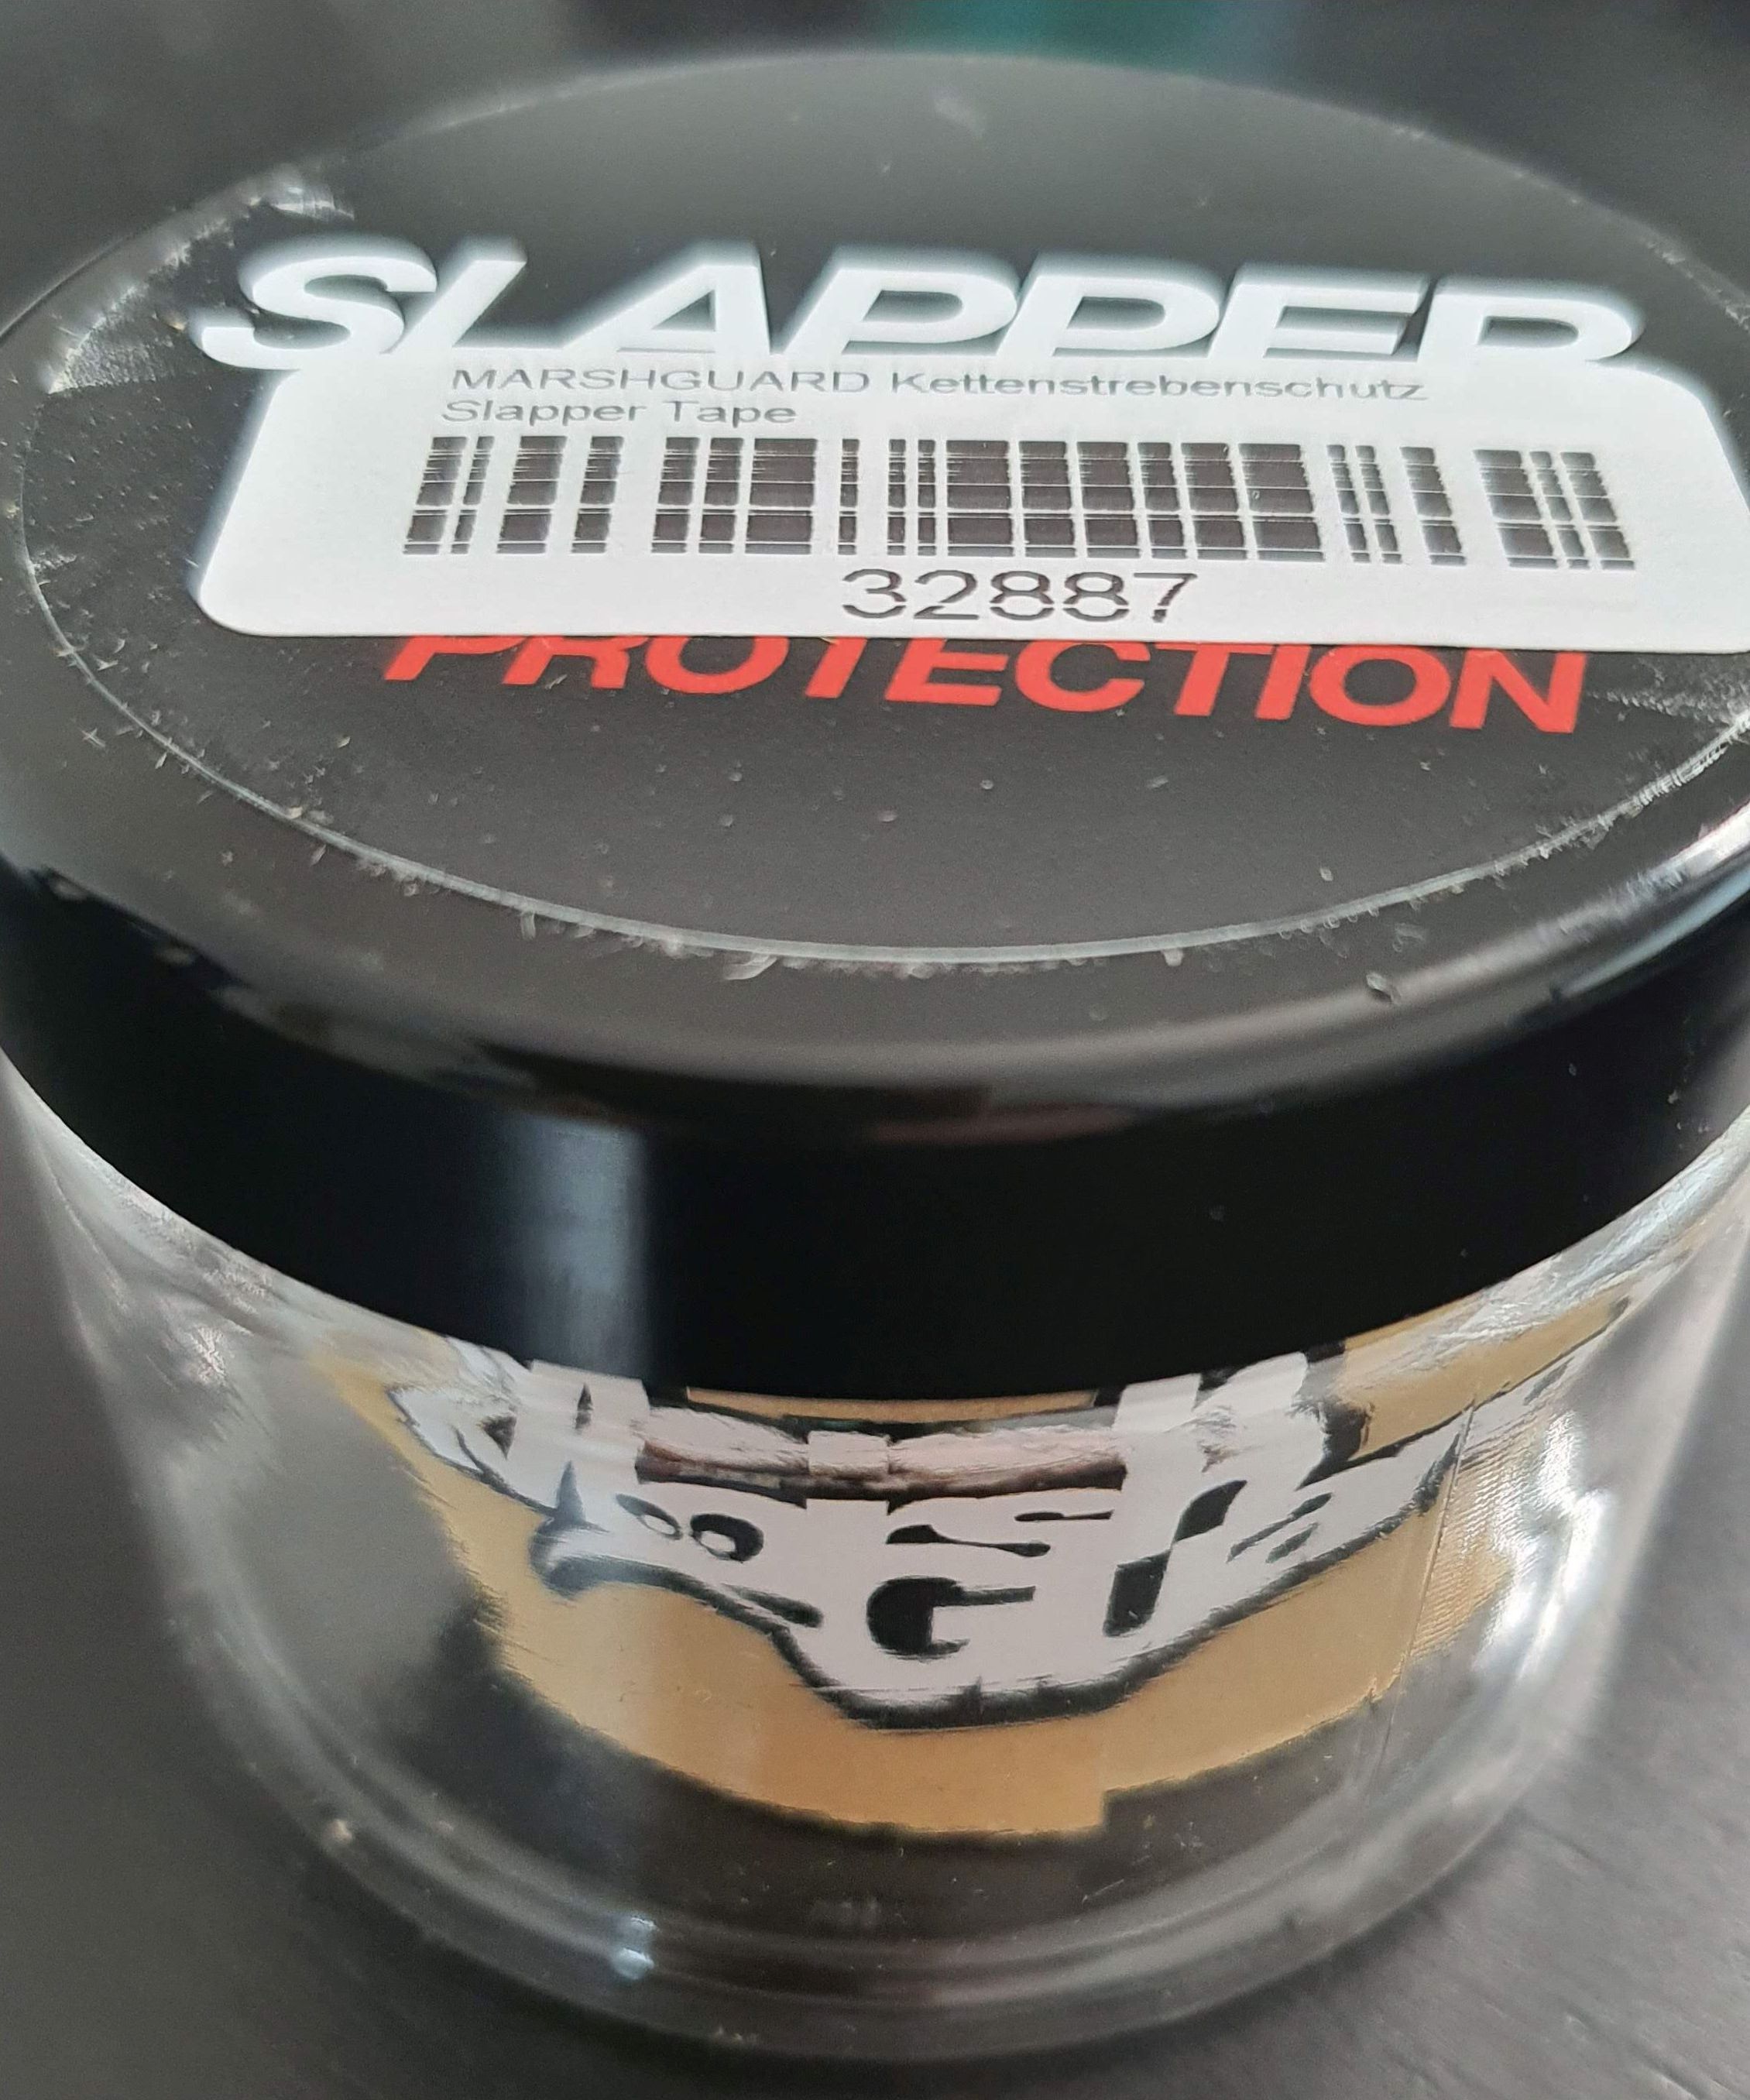 SLAPPER
MARSHGUARD Kettenstrebenschutz
Slapper Tape
32887
PROTECTION